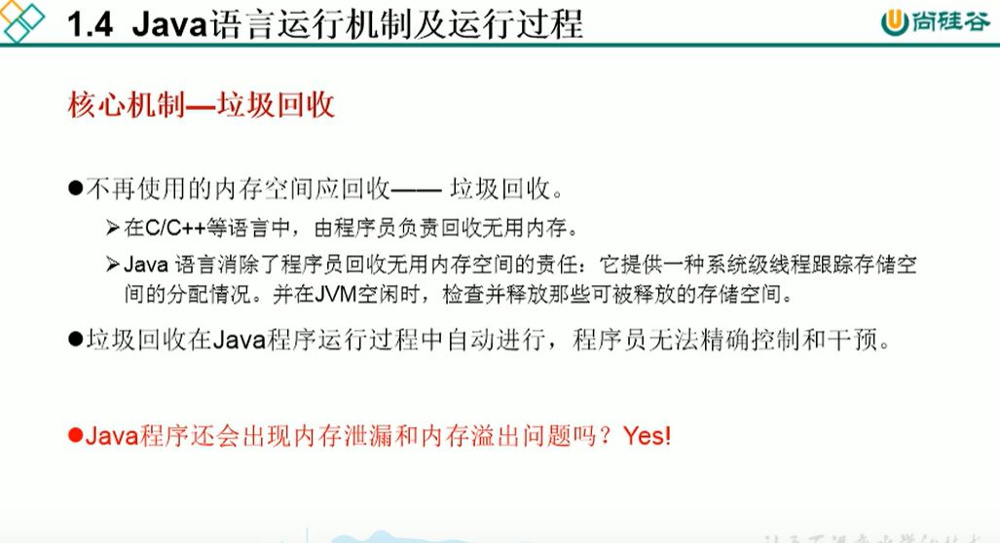 1.4 Java语言运行机制及运行过程
尚硅谷
核心机制—垃圾回收
●不再使用的内存空间应回收—— 垃圾回收。
➢在C/C++等语言中，由程序员负责回收无用内存。
➢Java 语言消除了程序员回收无用内存空间的责任：它提供一种系统级线程跟踪存储空
间的分配情况。并在JVM空闲时，检查并释放那些可被释放的存储空间。
●垃圾回收在Java程序运行过程中自动进行，程序员无法精确控制和干预。
●Java程序还会出现内存泄漏和内存溢出问题吗？Yes!